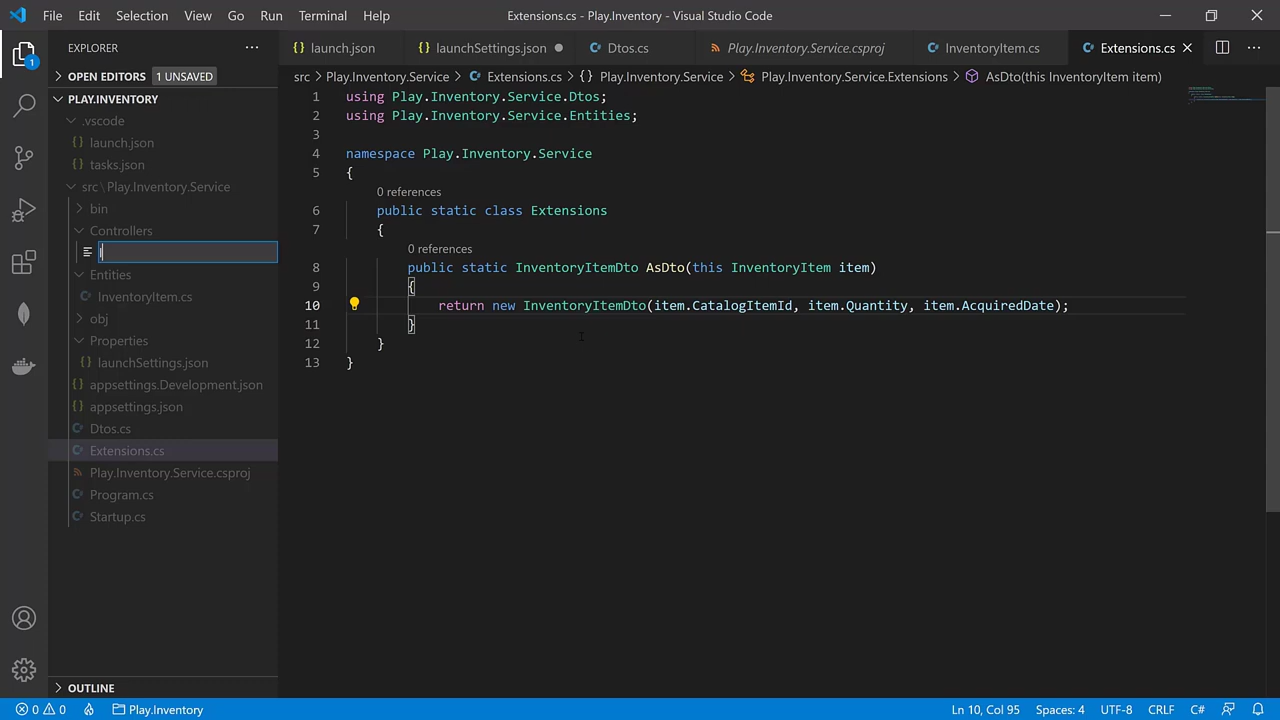 File Edit Selection View Go Run Terminal Help
Extensions.cs - Play.Inventory - Visual Studio Code
EXPLORER
launch.json
launchSettings.json
Dtos.cs
Play.Inventory.Service.csproj
InventoryItem.cs
Extensions.cs
1
OPEN EDITORS 1 UNSAVED
PLAY.INVENTORY
.vscode
launch.json
tasks.json
src \ Play.Inventory.Service
bin
Controllers
I
Entities
InventoryItem.cs
obj
Properties
launchSettings.json
appsettings.Development.json
appsettings.json
Dtos.cs
Extensions.cs
Play.Inventory.Service.csproj
Program.cs
Startup.cs
OUTLINE
src > Play.Inventory.Service > Extensions.cs > {} Play.Inventory.Service > Play.Inventory.Service.Extensions > AsDto(this InventoryItem item)
1 using Play.Inventory.Service.Dtos;
2 using Play.Inventory.Service.Entities;
3
4 namespace Play.Inventory.Service
5 {
0 references
6 public static class Extensions
7 {
0 references
8 public static InventoryItemDto AsDto(this InventoryItem item)
9 {
10 return new InventoryItemDto(item.CatalogItemId, item.Quantity, item.AcquiredDate);
11 }
12 }
13 }
0 0 Play.Inventory
Ln 10, Col 95 Spaces: 4 UTF-8 CRLF C#